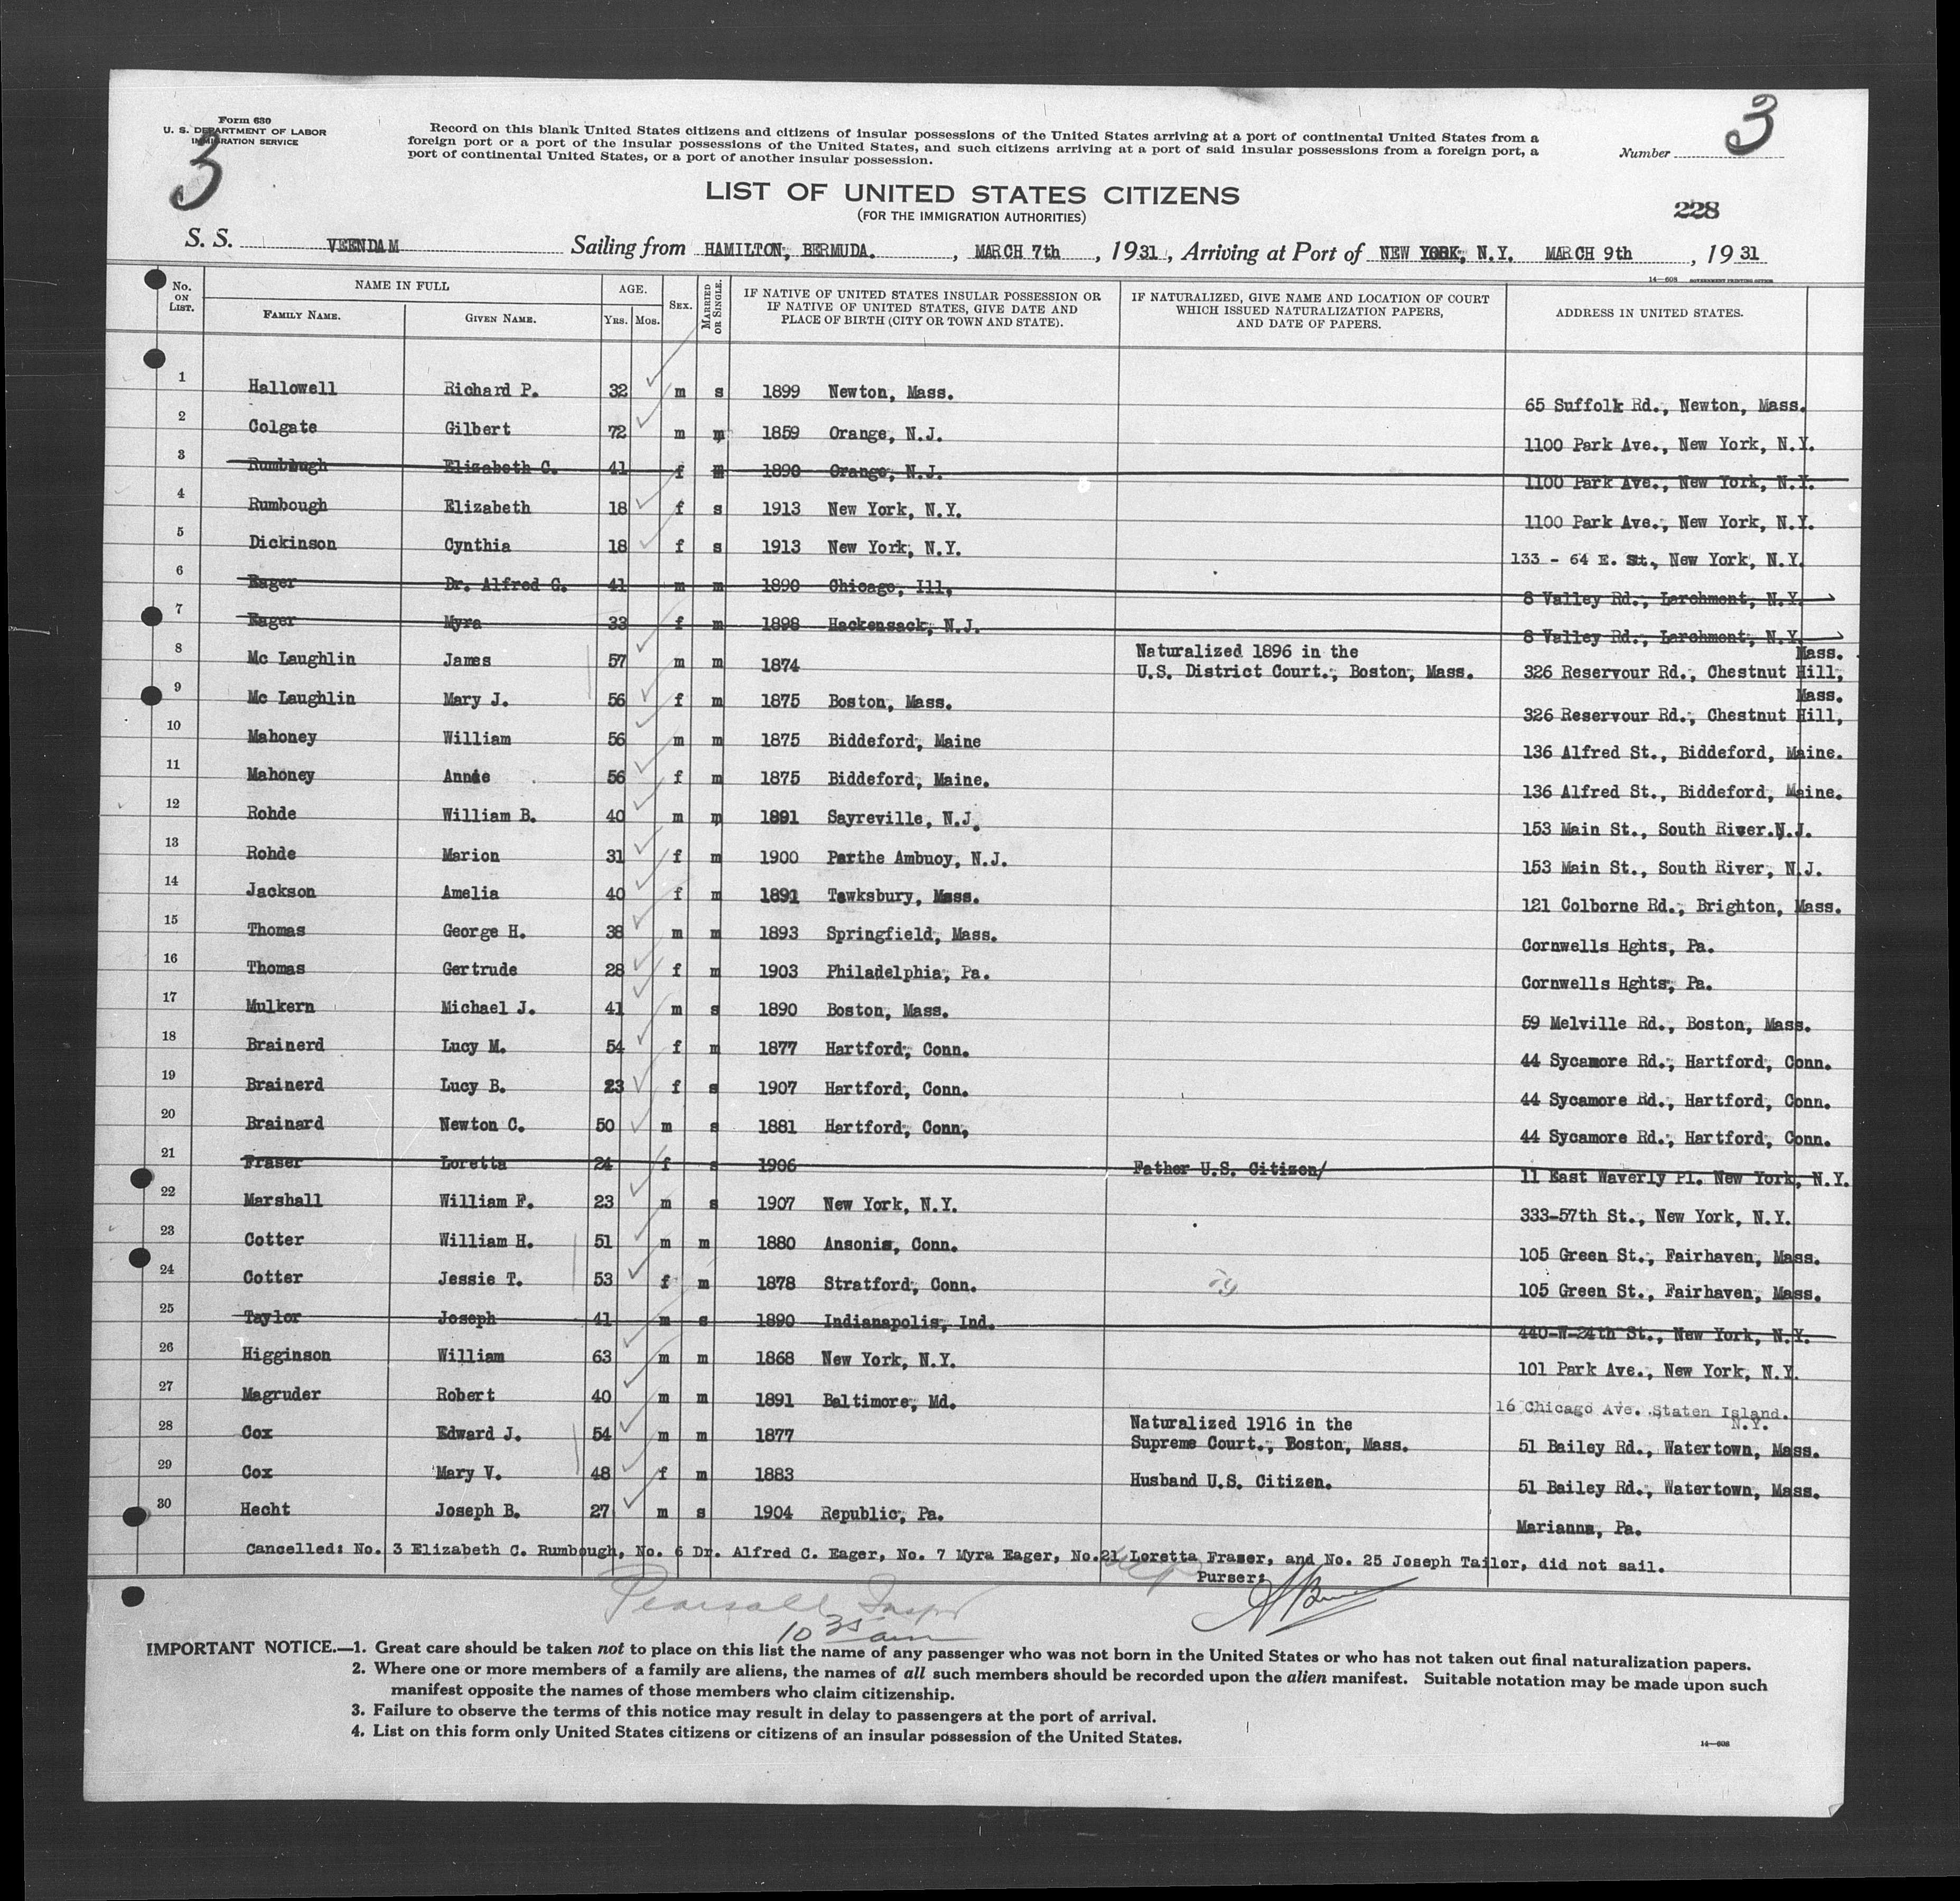 Form 630
U. S. DEPARTMENT OF LABOR
IMMIGRATION SERVICE
3
Record on this blank United States citizens and citizens of insular possessions of the United States arriving at a port of continental United States from a
foreign port or a port of the insular possessions of the United States, and such citizens arriving at a port of said insular possessions from a foreign port, a
port of continental United States, or a port of another insular possession.
Number 3
LIST OF UNITED STATES CITIZENS
(FOR THE IMMIGRATION AUTHORITIES)
228
S. S. VEENDAM Sailing from HAMILTON, BERMUDA. , MARCH 7th , 1931, Arriving at Port of NEW YORK, N.Y. MARCH 9th , 1931
14—608 GOVERNMENT PRINTING OFFICE
No. ON LIST. NAME IN FULL FAMILY NAME. GIVEN NAME. AGE. YRS. MOS. SEX. MARRIED OR SINGLE. IF NATIVE OF UNITED STATES INSULAR POSSESSION OR IF NATIVE OF UNITED STATES, GIVE DATE AND PLACE OF BIRTH (CITY OR TOWN AND STATE). IF NATURALIZED, GIVE NAME AND LOCATION OF COURT WHICH ISSUED NATURALIZATION PAPERS, AND DATE OF PAPERS. ADDRESS IN UNITED STATES.
1 Hallowell Richard P. 32 m s 1899 Newton, Mass. 65 Suffolk Rd., Newton, Mass.
2 Colgate Gilbert 72 m m 1859 Orange, N.J. 1100 Park Ave., New York, N.Y.
3 Rumbough Elizabeth C. 41 f m 1890 Orange, N.J. 1100 Park Ave., New York, N.Y.
4 Rumbough Elizabeth 18 f s 1913 New York, N.Y. 1100 Park Ave., New York, N.Y.
5 Dickinson Cynthia 18 f s 1913 New York, N.Y. 133 - 64 E. St., New York, N.Y.
6 Eager Dr. Alfred G. 41 m m 1890 Chicago, Ill, 8 Valley Rd., Larchmont, N.Y.
7 Eager Myra 33 f m 1898 Hackensack, N.J. 8 Valley Rd., Larchmont, N.Y.
8 Mc Laughlin James 57 m m 1874 Naturalized 1896 in the U.S. District Court., Boston, Mass. 326 Reservour Rd., Chestnut Hill, Mass.
9 Mc Laughlin Mary J. 56 f m 1875 Boston, Mass. 326 Reservour Rd., Chestnut Hill, Mass.
10 Mahoney William 56 m m 1875 Biddeford, Maine 136 Alfred St., Biddeford, Maine.
11 Mahoney Annie 56 f m 1875 Biddeford, Maine. 136 Alfred St., Biddeford, Maine.
12 Rohde William B. 40 m m 1891 Sayreville, N.J. 153 Main St., South River.N.J.
13 Rohde Marion 31 f m 1900 Perthe Ambuoy, N.J. 153 Main St., South River, N.J.
14 Jackson Amelia 40 f m 1891 Tewksbury, Mass. 121 Colborne Rd., Brighton, Mass.
15 Thomas George H. 38 m m 1893 Springfield, Mass. Cornwells Hghts, Pa.
16 Thomas Gertrude 28 f m 1903 Philadelphia, Pa. Cornwells Hghts, Pa.
17 Mulkern Michael J. 41 m s 1890 Boston, Mass. 59 Melville Rd., Boston, Mass.
18 Brainerd Lucy M. 54 f m 1877 Hartford, Conn. 44 Sycamore Rd., Hartford, Conn.
19 Brainerd Lucy B. 23 f s 1907 Hartford, Conn. 44 Sycamore Rd., Hartford, Conn.
20 Brainard Newton C. 50 m s 1881 Hartford, Conn, 44 Sycamore Rd., Hartford, Conn.
21 Fraser Loretta 24 f s 1906 Father U.S. Citizen/ 11 East Waverly Pl. New York, N.Y.
22 Marshall William F. 23 m s 1907 New York, N.Y. 333-57th St., New York, N.Y.
23 Cotter William H. 51 m m 1880 Ansonia, Conn. 105 Green St., Fairhaven, Mass.
24 Cotter Jessie T. 53 f m 1878 Stratford, Conn. 105 Green St., Fairhaven, Mass.
25 Taylor Joseph 41 m s 1890 Indianapolis, Ind. 440-W-24th St., New York, N.Y.
26 Higginson William 63 m m 1868 New York, N.Y. 101 Park Ave., New York, N.Y.
27 Magruder Robert 40 m m 1891 Baltimore, Md. 16 Chicago Ave. Staten Island. N.Y.
28 Cox Edward J. 54 m m 1877 Naturalized 1916 in the Supreme Court., Boston, Mass. 51 Bailey Rd., Watertown, Mass.
29 Cox Mary V. 48 f m 1883 Husband U.S. Citizen. 51 Bailey Rd., Watertown, Mass.
30 Hecht Joseph B. 27 m s 1904 Republic, Pa. Marianna, Pa.
Cancelled: No. 3 Elizabeth C. Rumbough, No. 6 Dr. Alfred C. Eager, No. 7 Myra Eager, No.21 Loretta Fraser, and No. 25 Joseph Tailor, did not sail.
Purser:
Pearsall Inspr
10 35 am
IMPORTANT NOTICE.—1. Great care should be taken not to place on this list the name of any passenger who was not born in the United States or who has not taken out final naturalization papers.
2. Where one or more members of a family are aliens, the names of all such members should be recorded upon the alien manifest. Suitable notation may be made upon such
manifest opposite the names of those members who claim citizenship.
3. Failure to observe the terms of this notice may result in delay to passengers at the port of arrival.
4. List on this form only United States citizens or citizens of an insular possession of the United States.
14—608